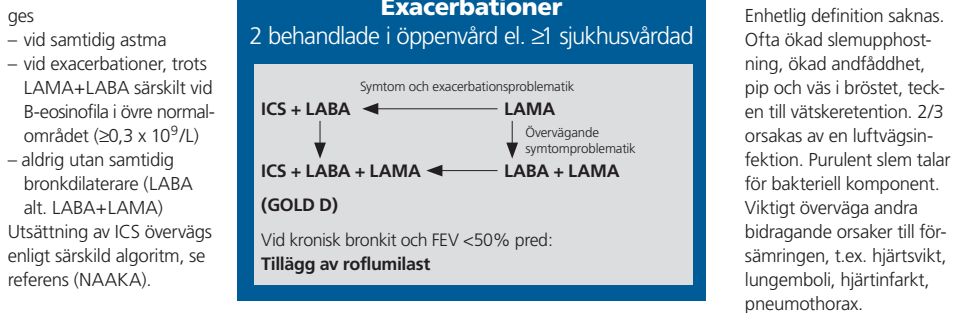 ges
– vid samtidig astma
– vid exacerbationer, trots
LAMA+LABA särskilt vid
B-eosinofila i övre normal-
området (≥0,3 x 10⁹/L)
– aldrig utan samtidig
bronkdilaterare (LABA
alt. LABA+LAMA)
Utsättning av ICS övervägs
enligt särskild algoritm, se
referens (NAAKA).
Exacerbationer
2 behandlade i öppenvård el. ≥1 sjukhusvårdad
Symtom och exacerbationsproblematik
ICS + LABA LAMA
Övervägande
symtomproblematik
ICS + LABA + LAMA LABA + LAMA
(GOLD D)
Vid kronisk bronkit och FEV <50% pred:
Tillägg av roflumilast
Enhetlig definition saknas.
Ofta ökad slemupphost-
ning, ökad andfåddhet,
pip och väs i bröstet, teck-
en till vätskeretention. 2/3
orsakas av en luftvägsin-
fektion. Purulent slem talar
för bakteriell komponent.
Viktigt överväga andra
bidragande orsaker till för-
sämringen, t.ex. hjärtsvikt,
lungemboli, hjärtinfarkt,
pneumothorax.